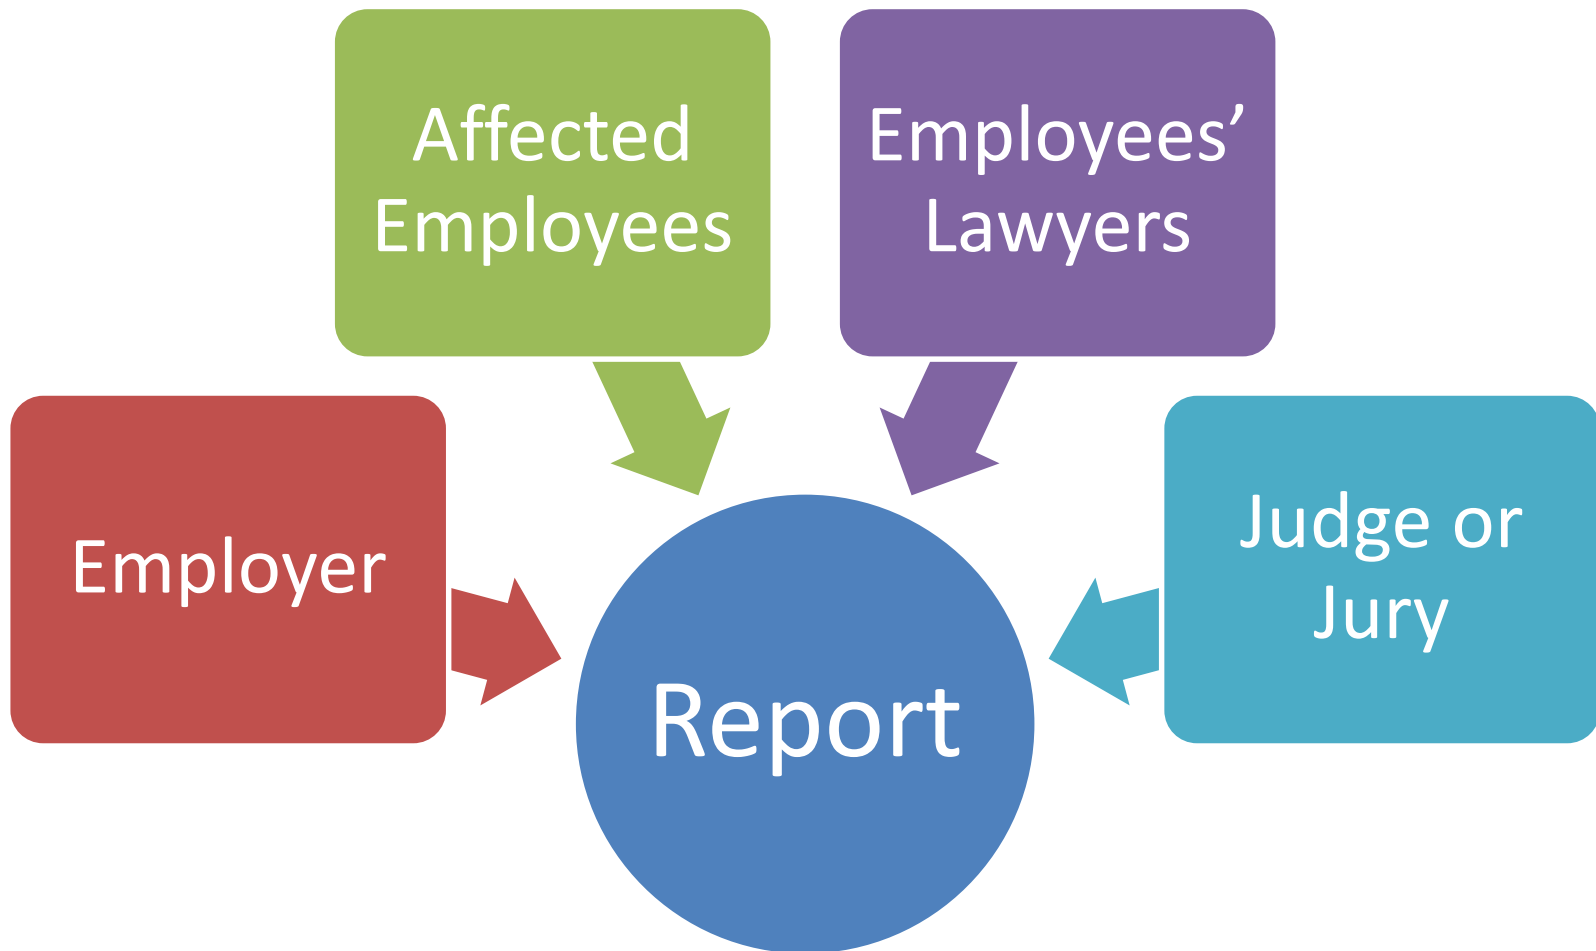 Affected
Employees
Employees’
Lawyers
Employer
Judge or
Jury
Report